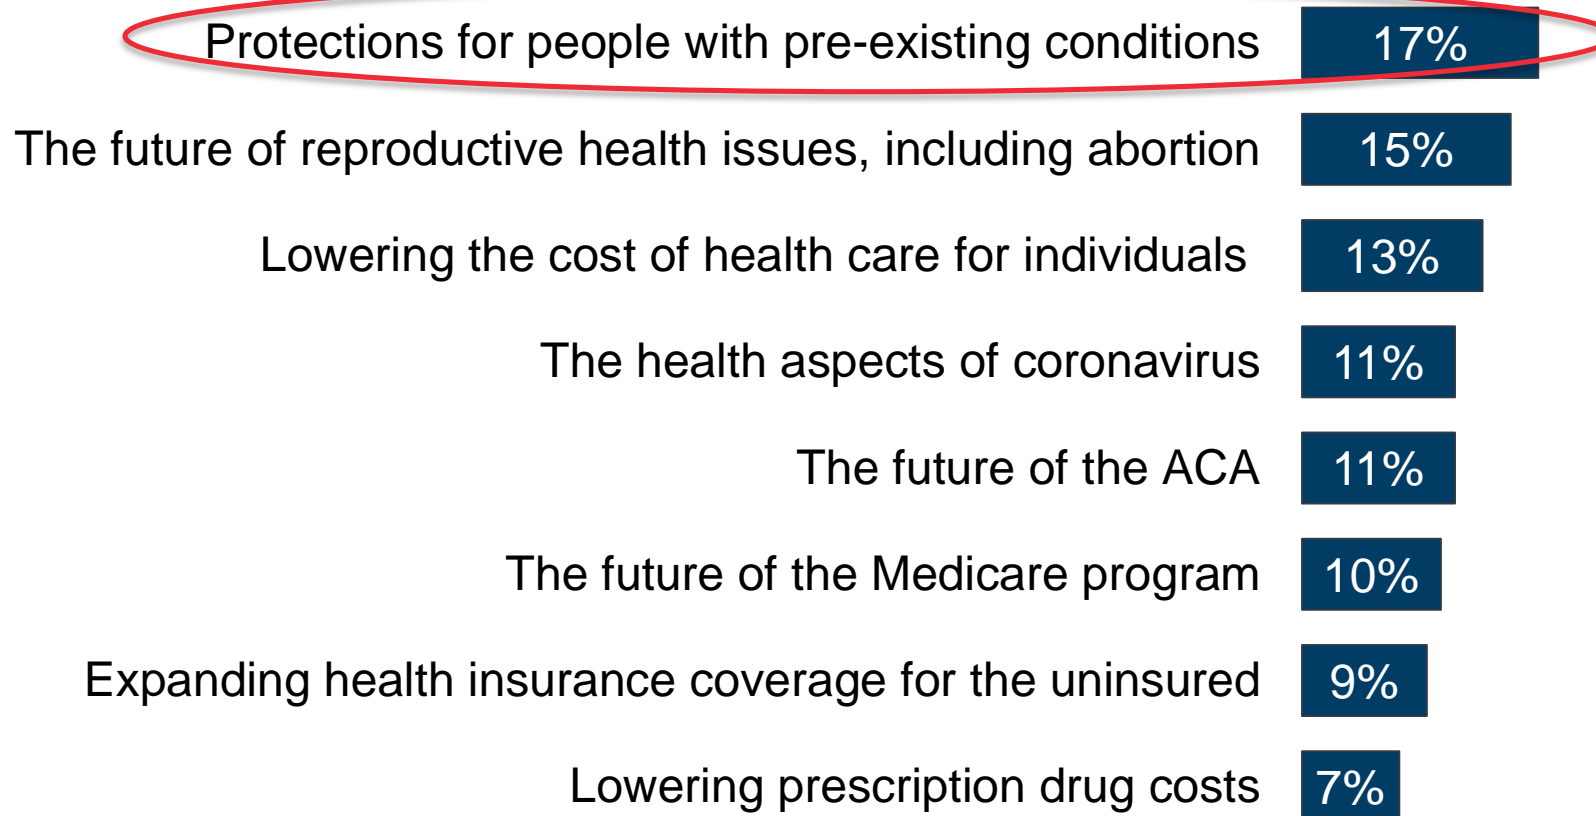 Protections for people with pre-existing conditions 17%
The future of reproductive health issues, including abortion 15%
Lowering the cost of health care for individuals 13%
The health aspects of coronavirus 11%
The future of the ACA 11%
The future of the Medicare program 10%
Expanding health insurance coverage for the uninsured 9%
Lowering prescription drug costs 7%